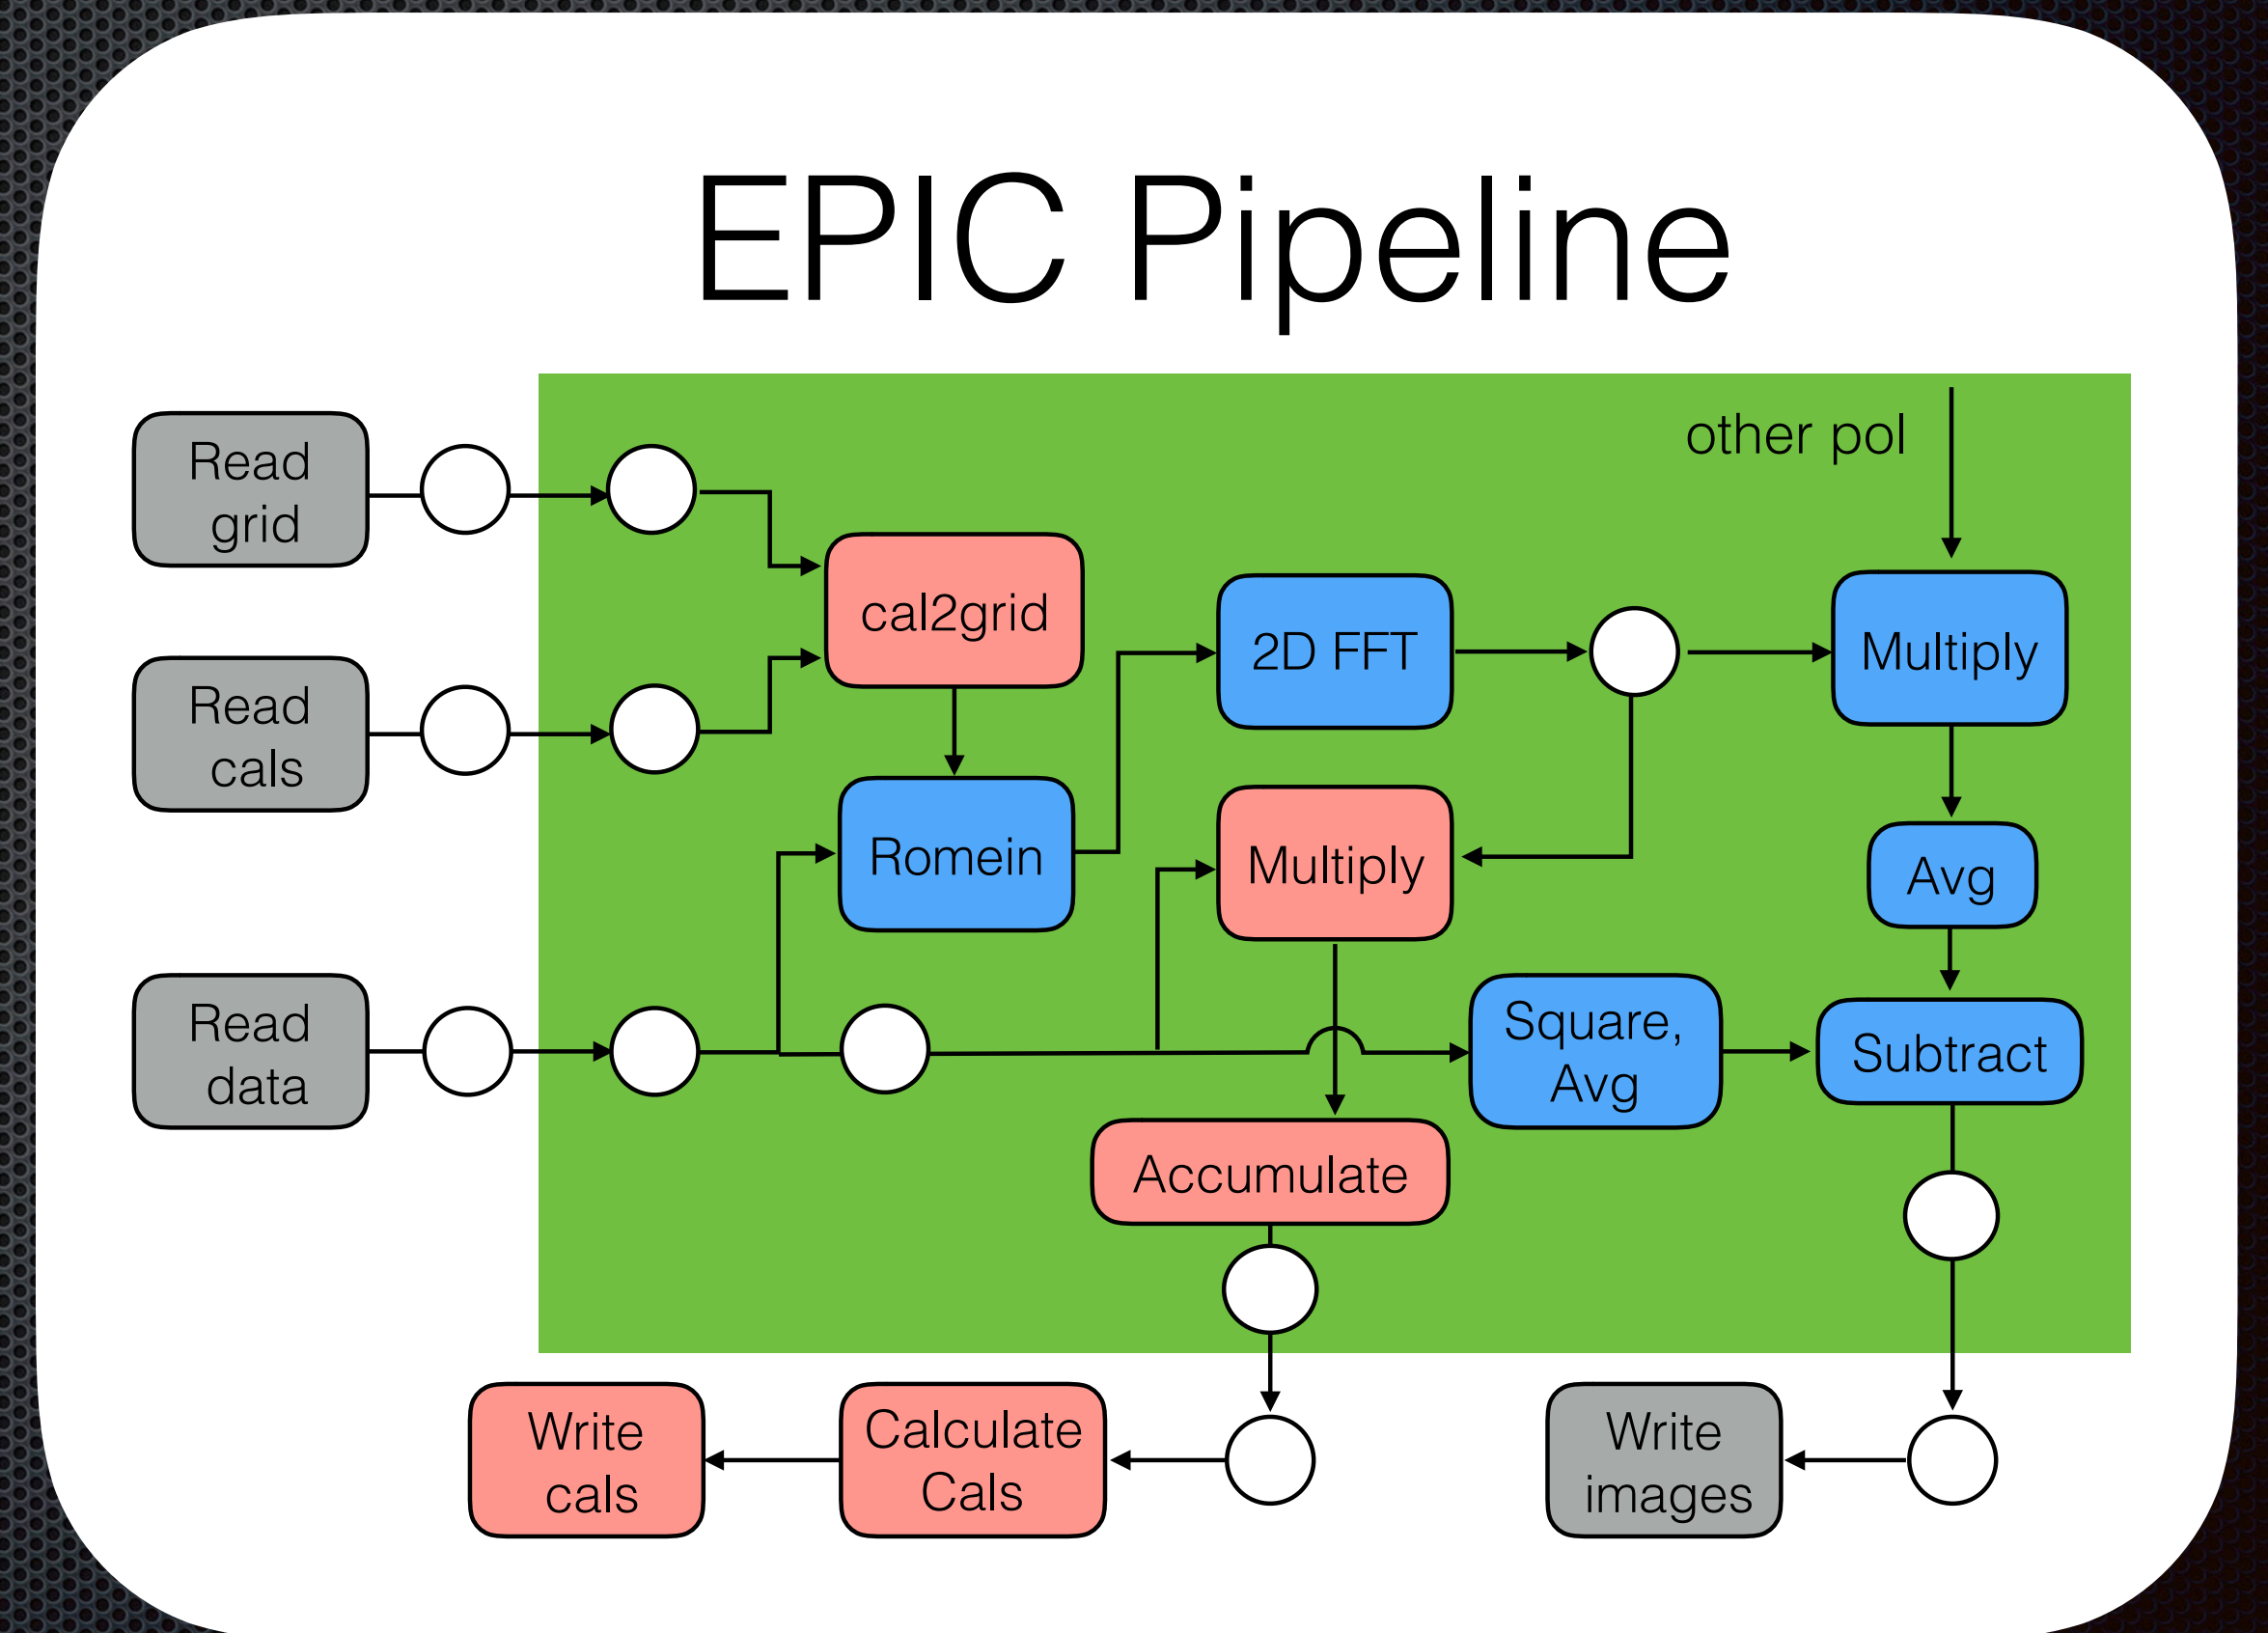 EPIC Pipeline
other pol
Read
grid
cal2grid
2D FFT
Multiply
Read
cals
Romein
Multiply
Avg
Read
data
Square,
Avg
Subtract
Accumulate
Write
cals
Calculate
Cals
Write
images